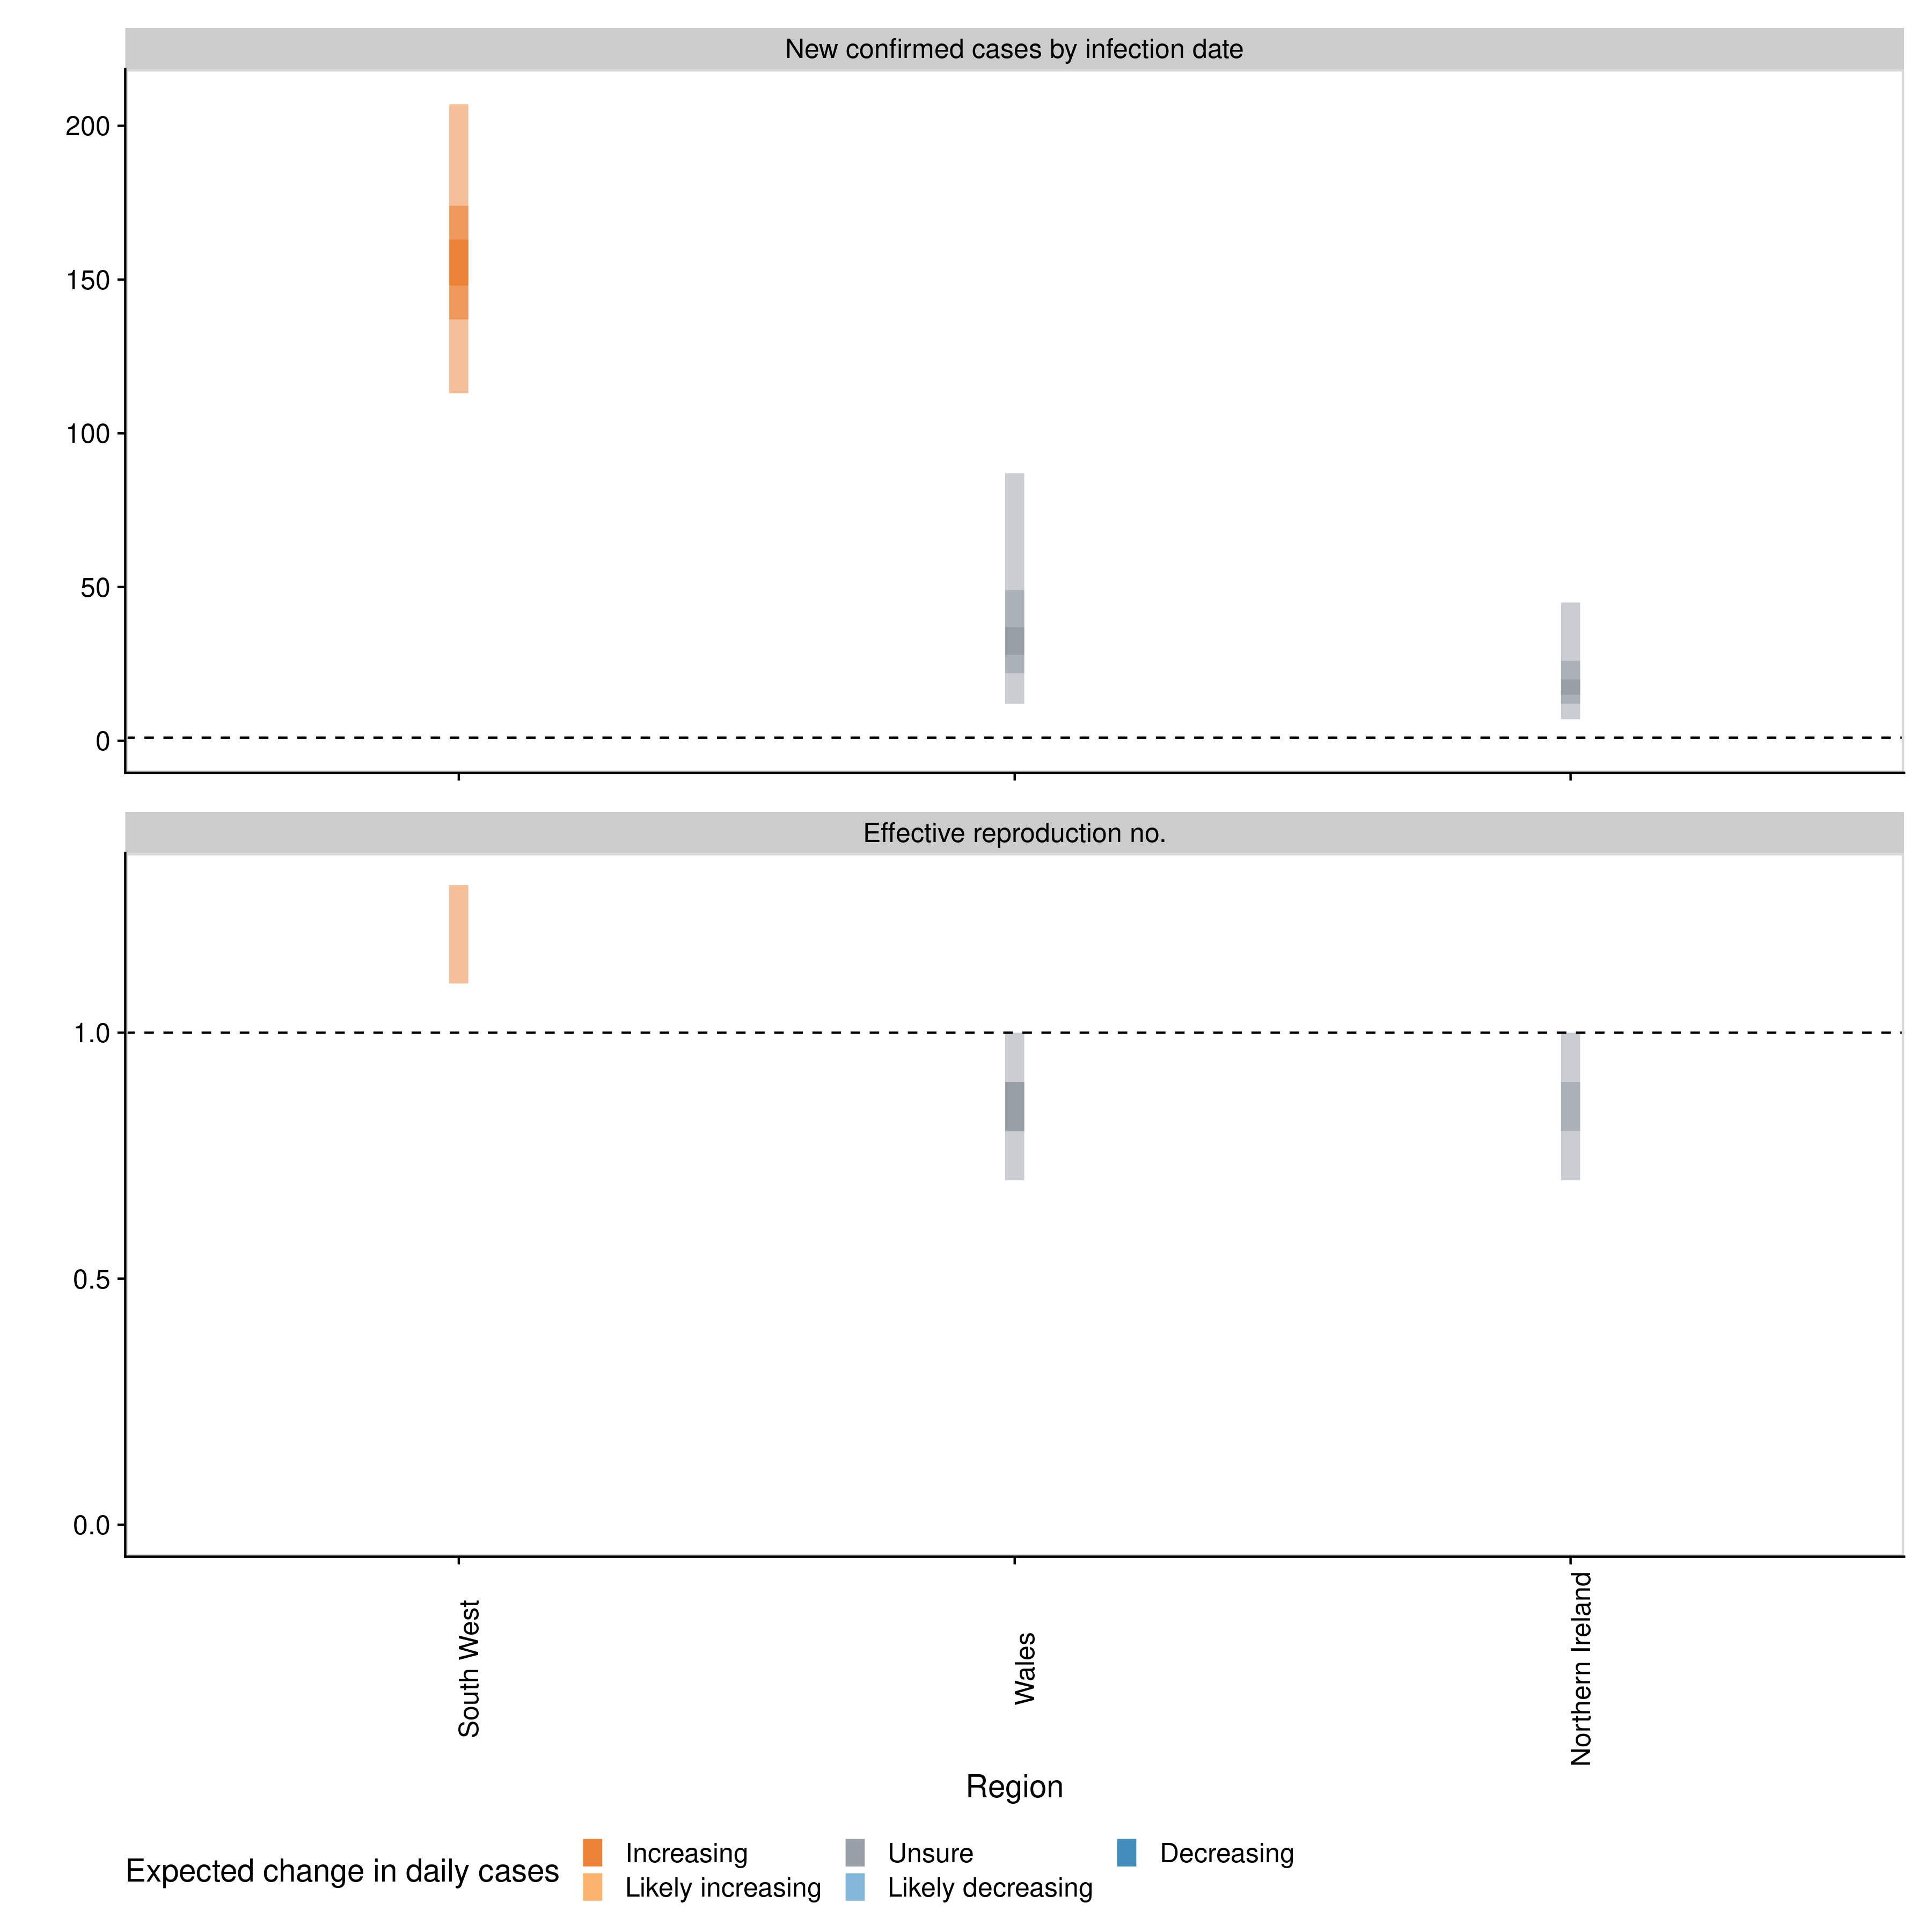 New confirmed cases by infection date
200
150
100
50
0
Effective reproduction no.
1.0
0.5
0.0
South West
Wales
Northern Ireland
Region
Expected change in daily cases
Increasing
Unsure
Decreasing
Likely increasing
Likely decreasing